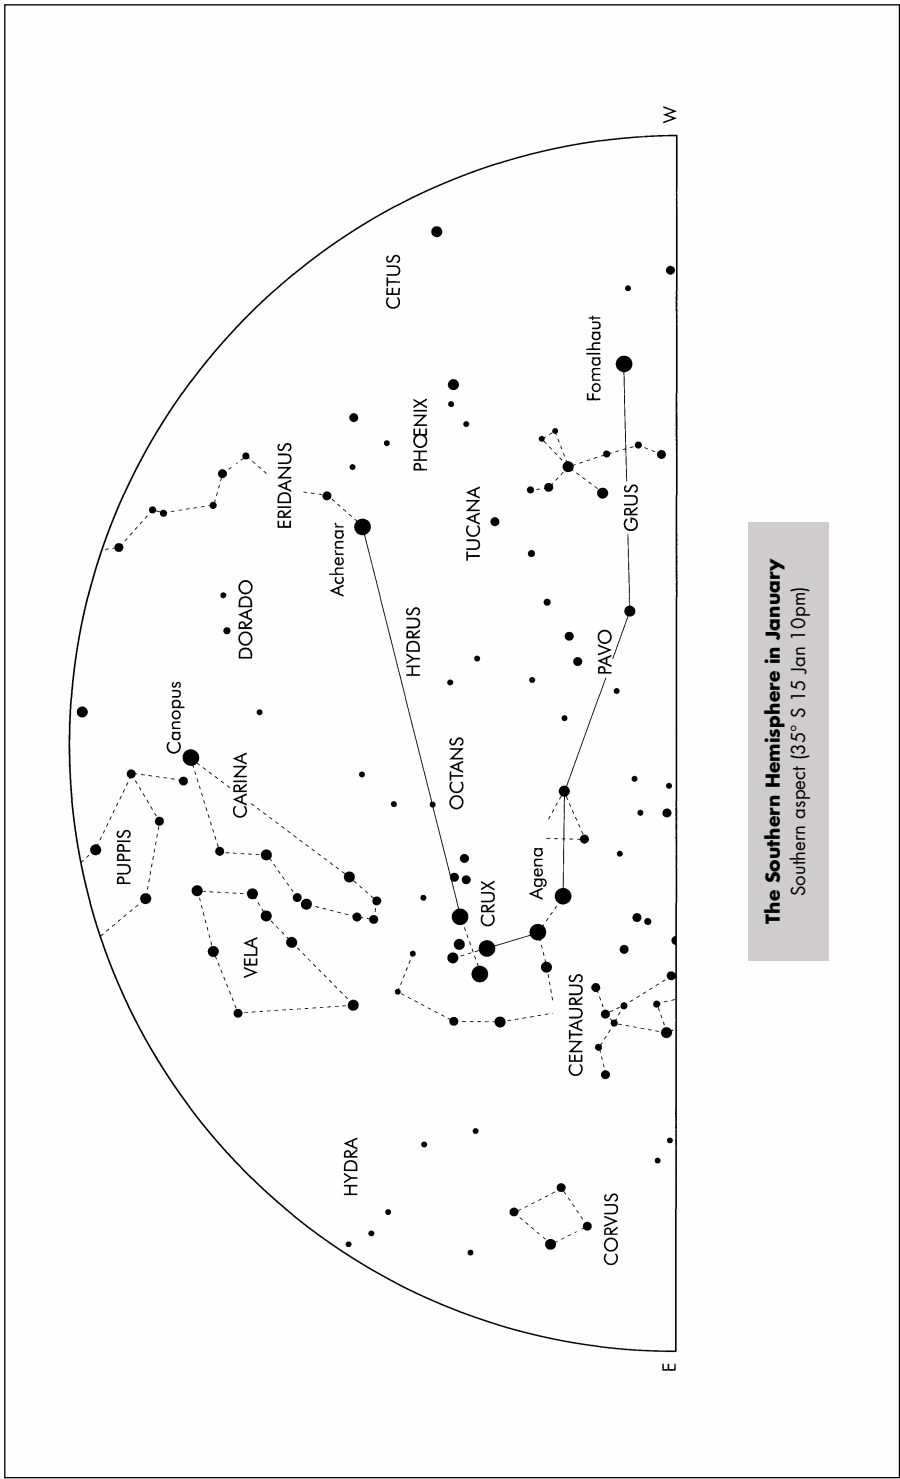 PUPPIS
Canopus
CARINA
DORADO
VELA
ERIDANUS
Achernar
HYDRA
CETUS
HYDRUS
PHŒNIX
OCTANS
TUCANA
CRUX
Agena
CENTAURUS
Fomalhaut
PAVO
CORVUS
GRUS
E
W
The Southern Hemisphere in January
Southern aspect (35° S 15 Jan 10pm)